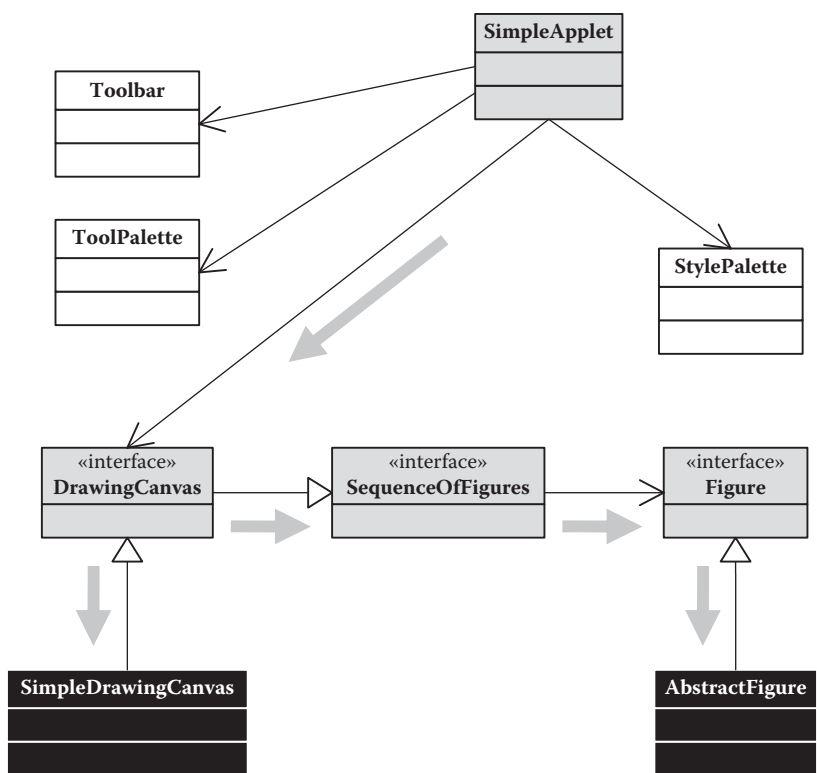 SimpleApplet
Toolbar
ToolPalette
StylePalette
«interface»
DrawingCanvas
«interface»
SequenceOfFigures
«interface»
Figure
SimpleDrawingCanvas
AbstractFigure